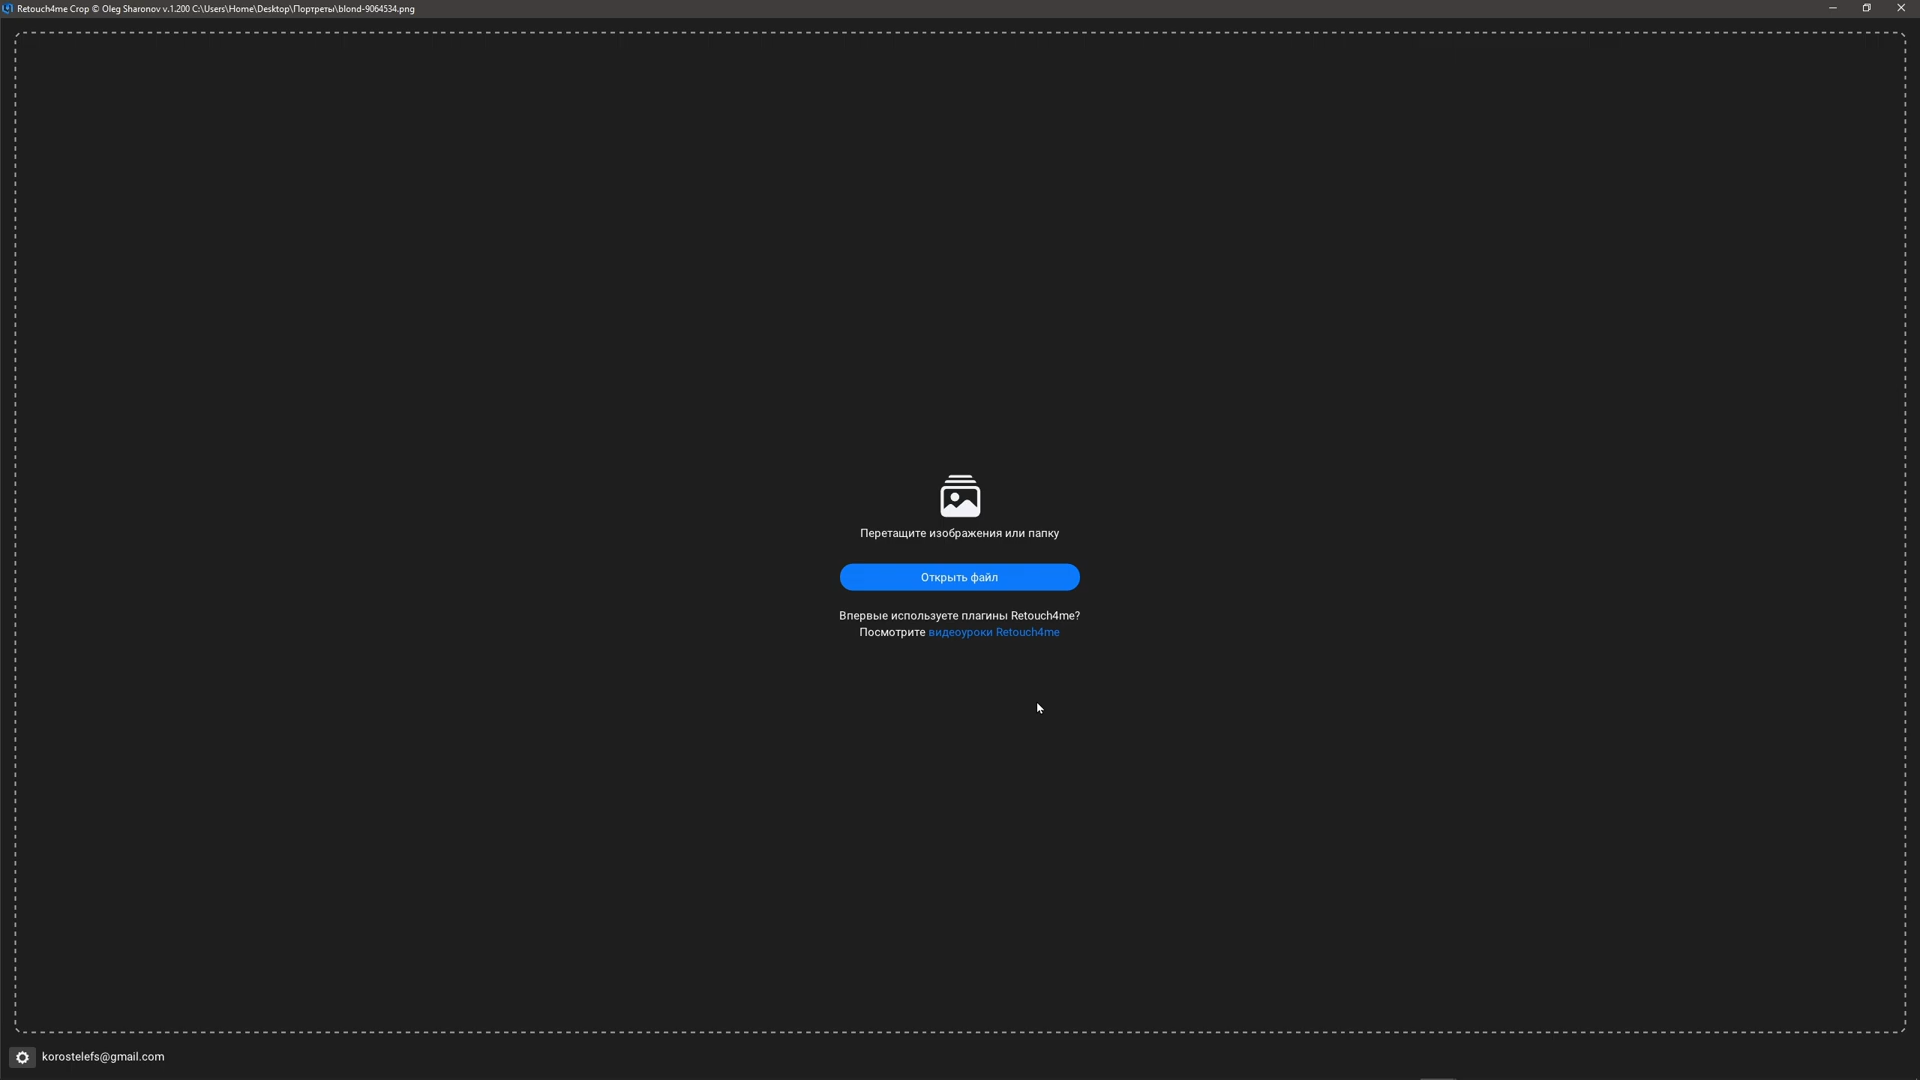 Retouch4me Crop © Oleg Sharonov v.1.200 C:\Users\Home\Desktop\Портреты\blond-9064534.png
Перетащите изображения или папку
Открыть файл
Впервые используете плагины Retouch4me?
Посмотрите видеоуроки Retouch4me
korostelefs@gmail.com